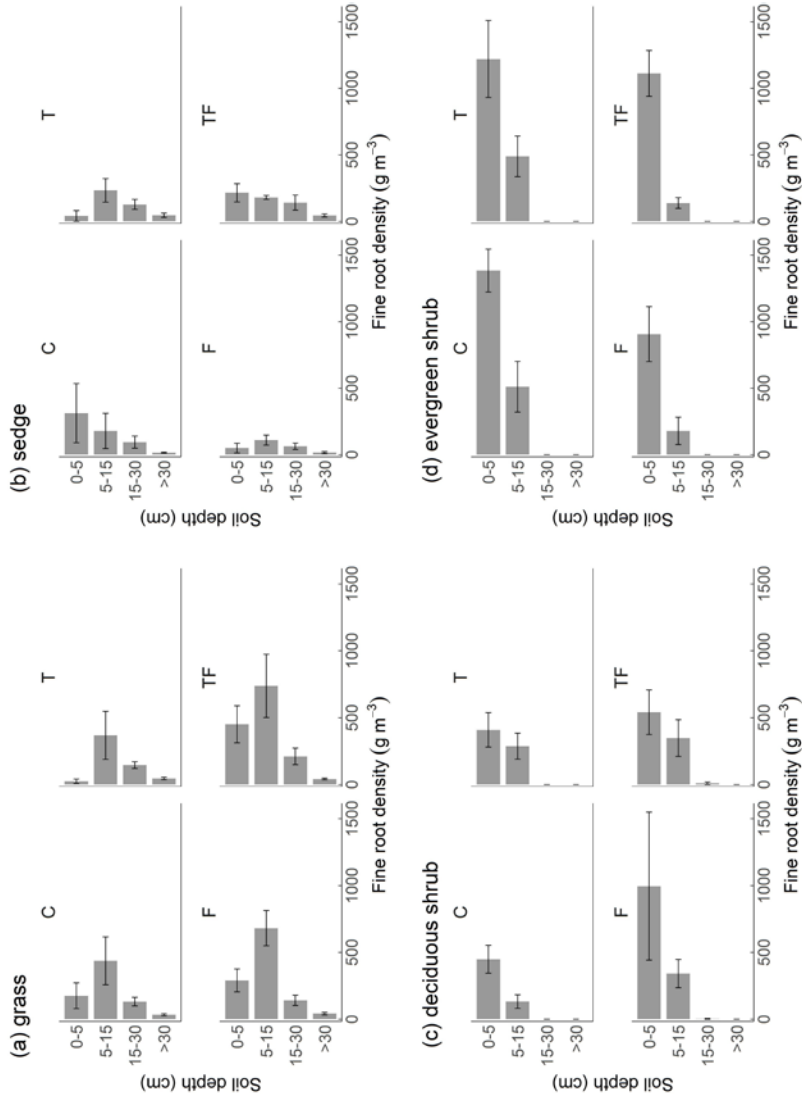 (a) grass
C
T
0-5
5-15
15-30
>30
F
TF
0-5
5-15
15-30
>30
Soil depth (cm)
0 500 1000 1500
0 500 1000 1500
Fine root density (g m⁻³)
(b) sedge
C
T
0-5
5-15
15-30
>30
F
TF
0-5
5-15
15-30
>30
Soil depth (cm)
0 500 1000 1500
0 500 1000 1500
Fine root density (g m⁻³)
(c) deciduous shrub
C
T
0-5
5-15
15-30
>30
F
TF
0-5
5-15
15-30
>30
Soil depth (cm)
0 500 1000 1500
0 500 1000 1500
Fine root density (g m⁻³)
(d) evergreen shrub
C
T
0-5
5-15
15-30
>30
F
TF
0-5
5-15
15-30
>30
Soil depth (cm)
0 500 1000 1500
0 500 1000 1500
Fine root density (g m⁻³)